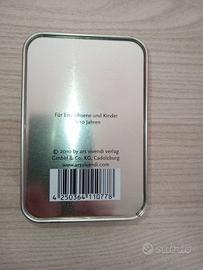 Für Erwachsene und Kinder
ab 10 Jahren
© 2010 by ars vivendi verlag
GmbH & Co. KG, Cadolzburg
www.arsvivendi.com
4 250364 110778
subito